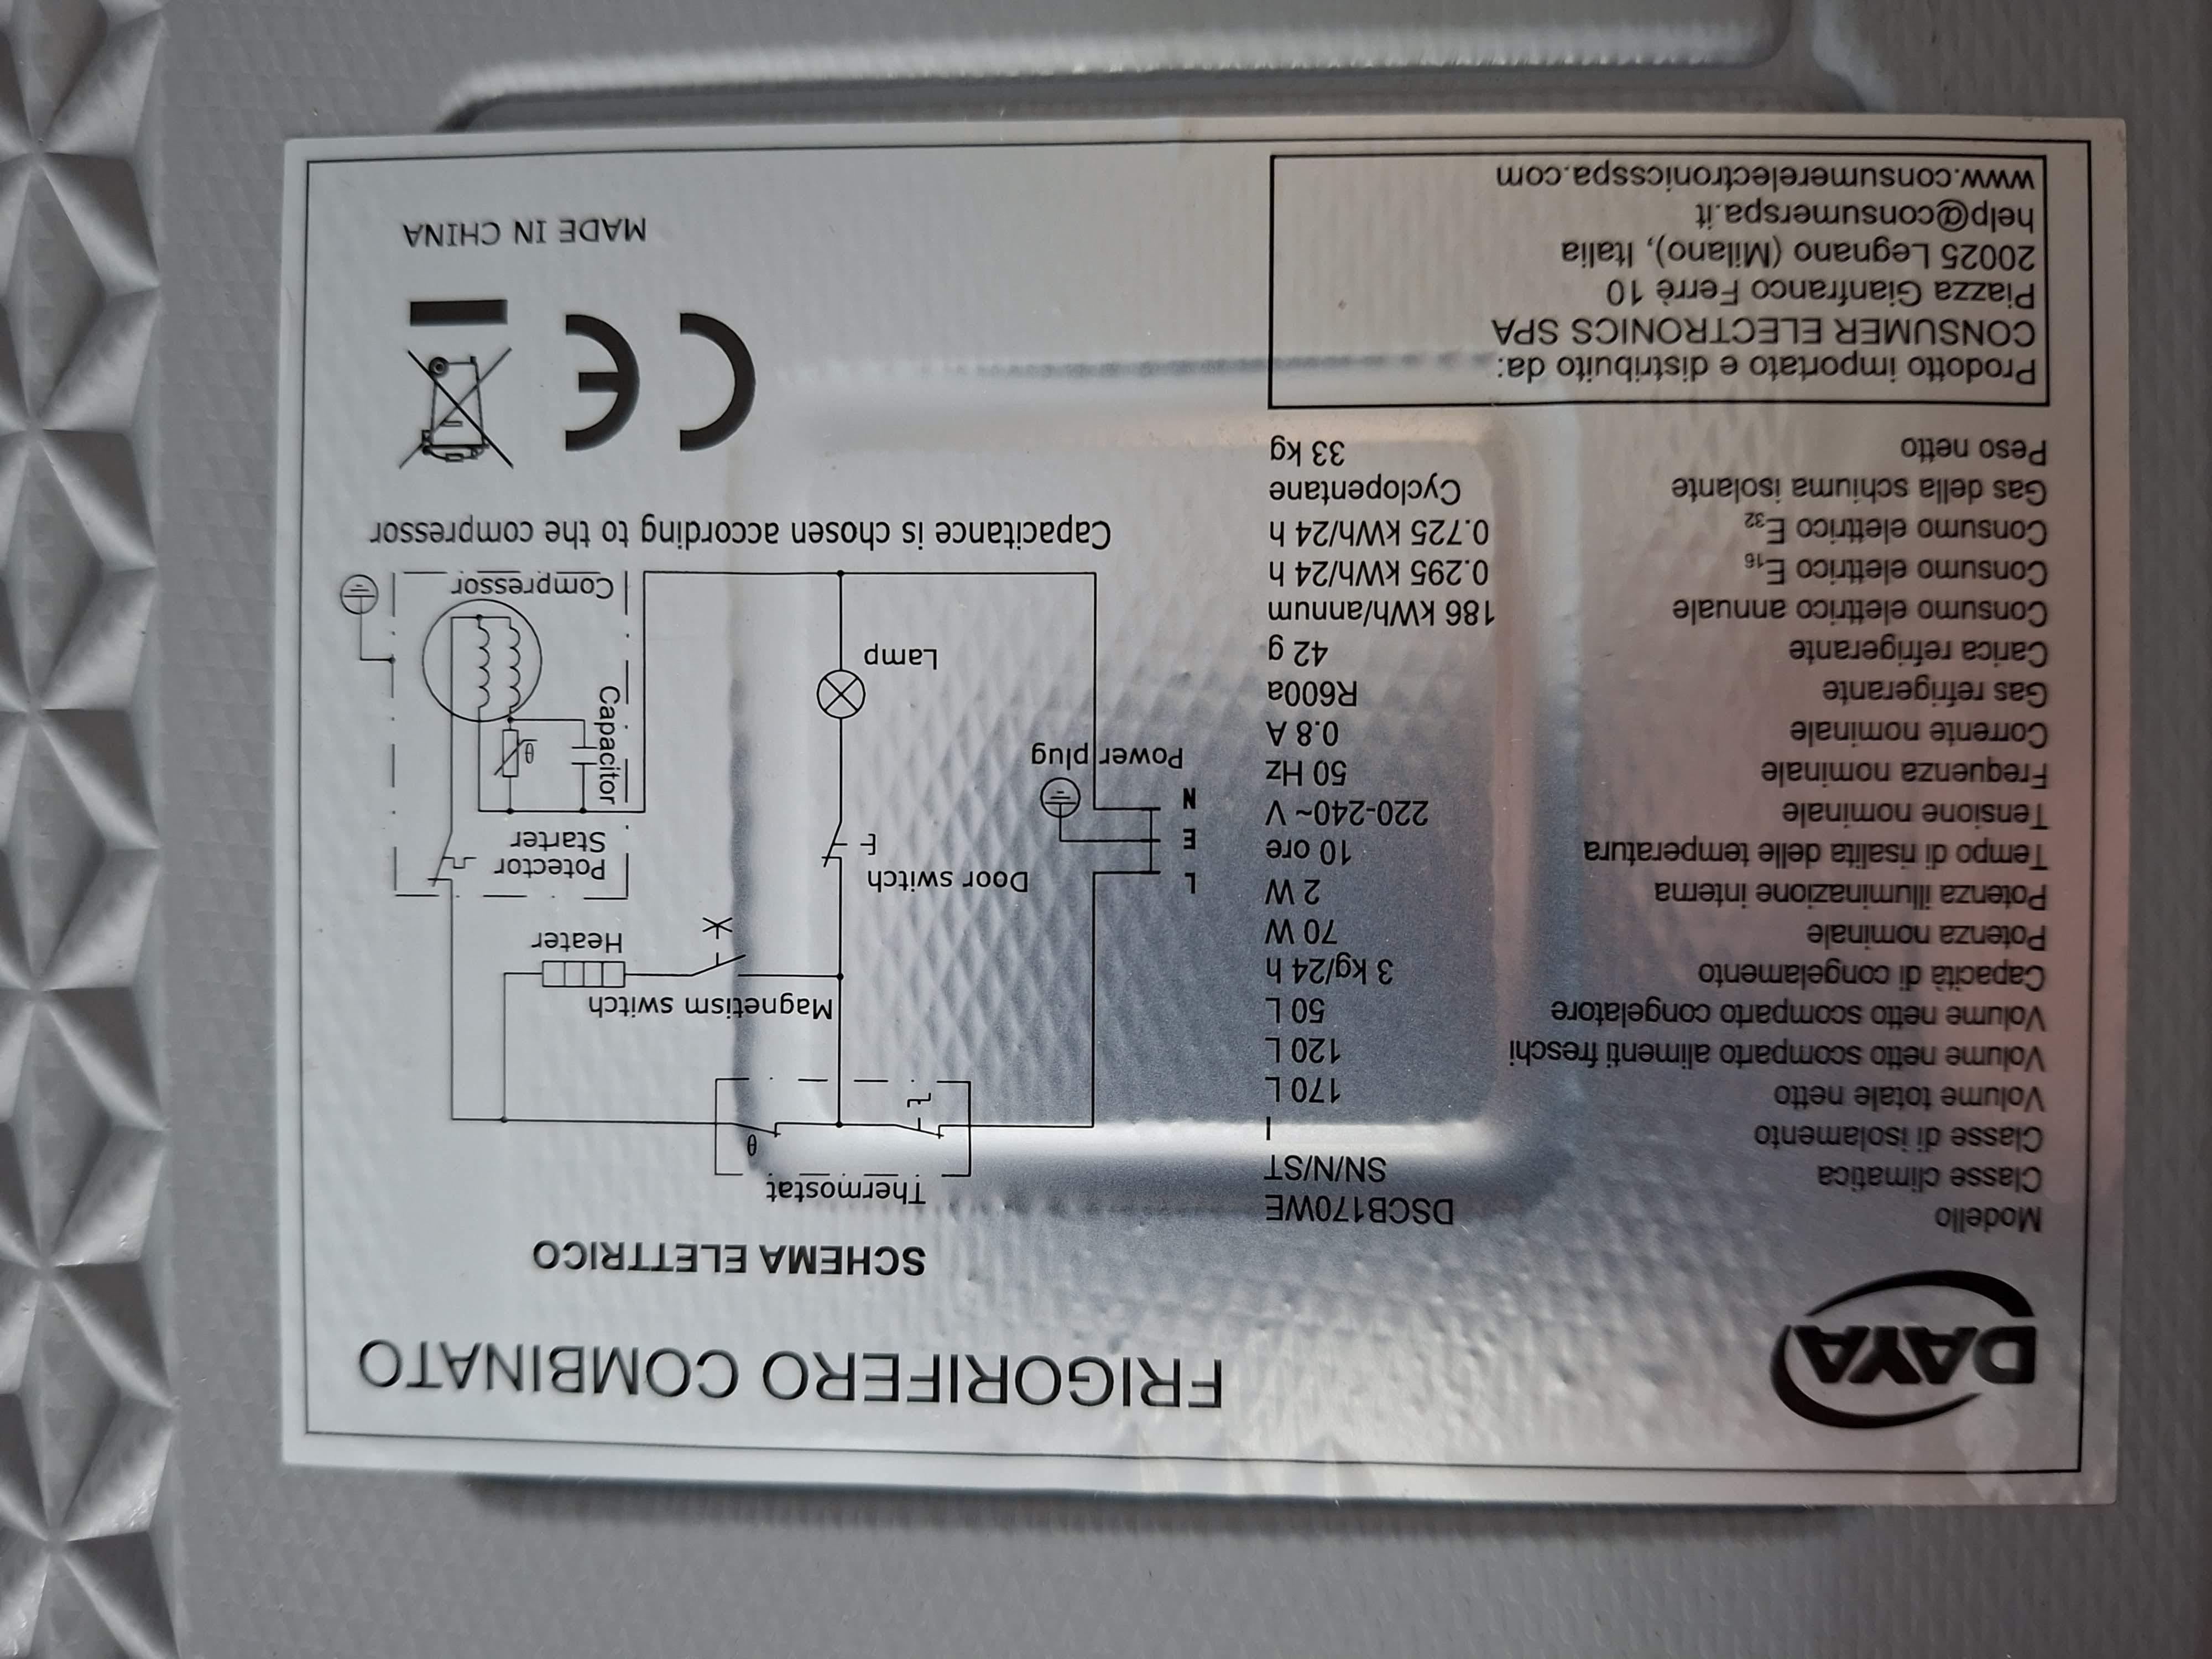 DAYA
FRIGORIFERO COMBINATO
Modello DSCB170WE
Classe climatica SN/N/ST
Classe di isolamento I
Volume totale netto 170 L
Volume netto scomparto alimenti freschi 120 L
Volume netto scomparto congelatore 50 L
Capacità di congelamento 3 kg/24 h
Potenza nominale 70 W
Potenza illuminazione interna 2 W
Tempo di risalita delle temperatura 10 ore
Tensione nominale 220-240~ V
Frequenza nominale 50 Hz
Corrente nominale 0.8 A
Gas refrigerante R600a
Carica refrigerante 42 g
Consumo elettrico annuale 186 kWh/annum
Consumo elettrico E16 0.295 kWh/24 h
Consumo elettrico E32 0.725 kWh/24 h
Gas della schiuma isolante Cyclopentane
Peso netto 33 kg
Prodotto importato e distribuito da:
CONSUMER ELECTRONICS SPA
Piazza Gianfranco Ferrè 10
20025 Legnano (Milano), Italia
help@consumerspa.it
www.consumerelectronicsspa.com
SCHEMA ELETTRICO
Thermostat
θ
Magnetism switch
Heater
L
E
N
Door switch
Power plug
Potector
Starter
Capacitor
θ
Lamp
Compressor
Capacitance is chosen according to the compressor
CE
MADE IN CHINA